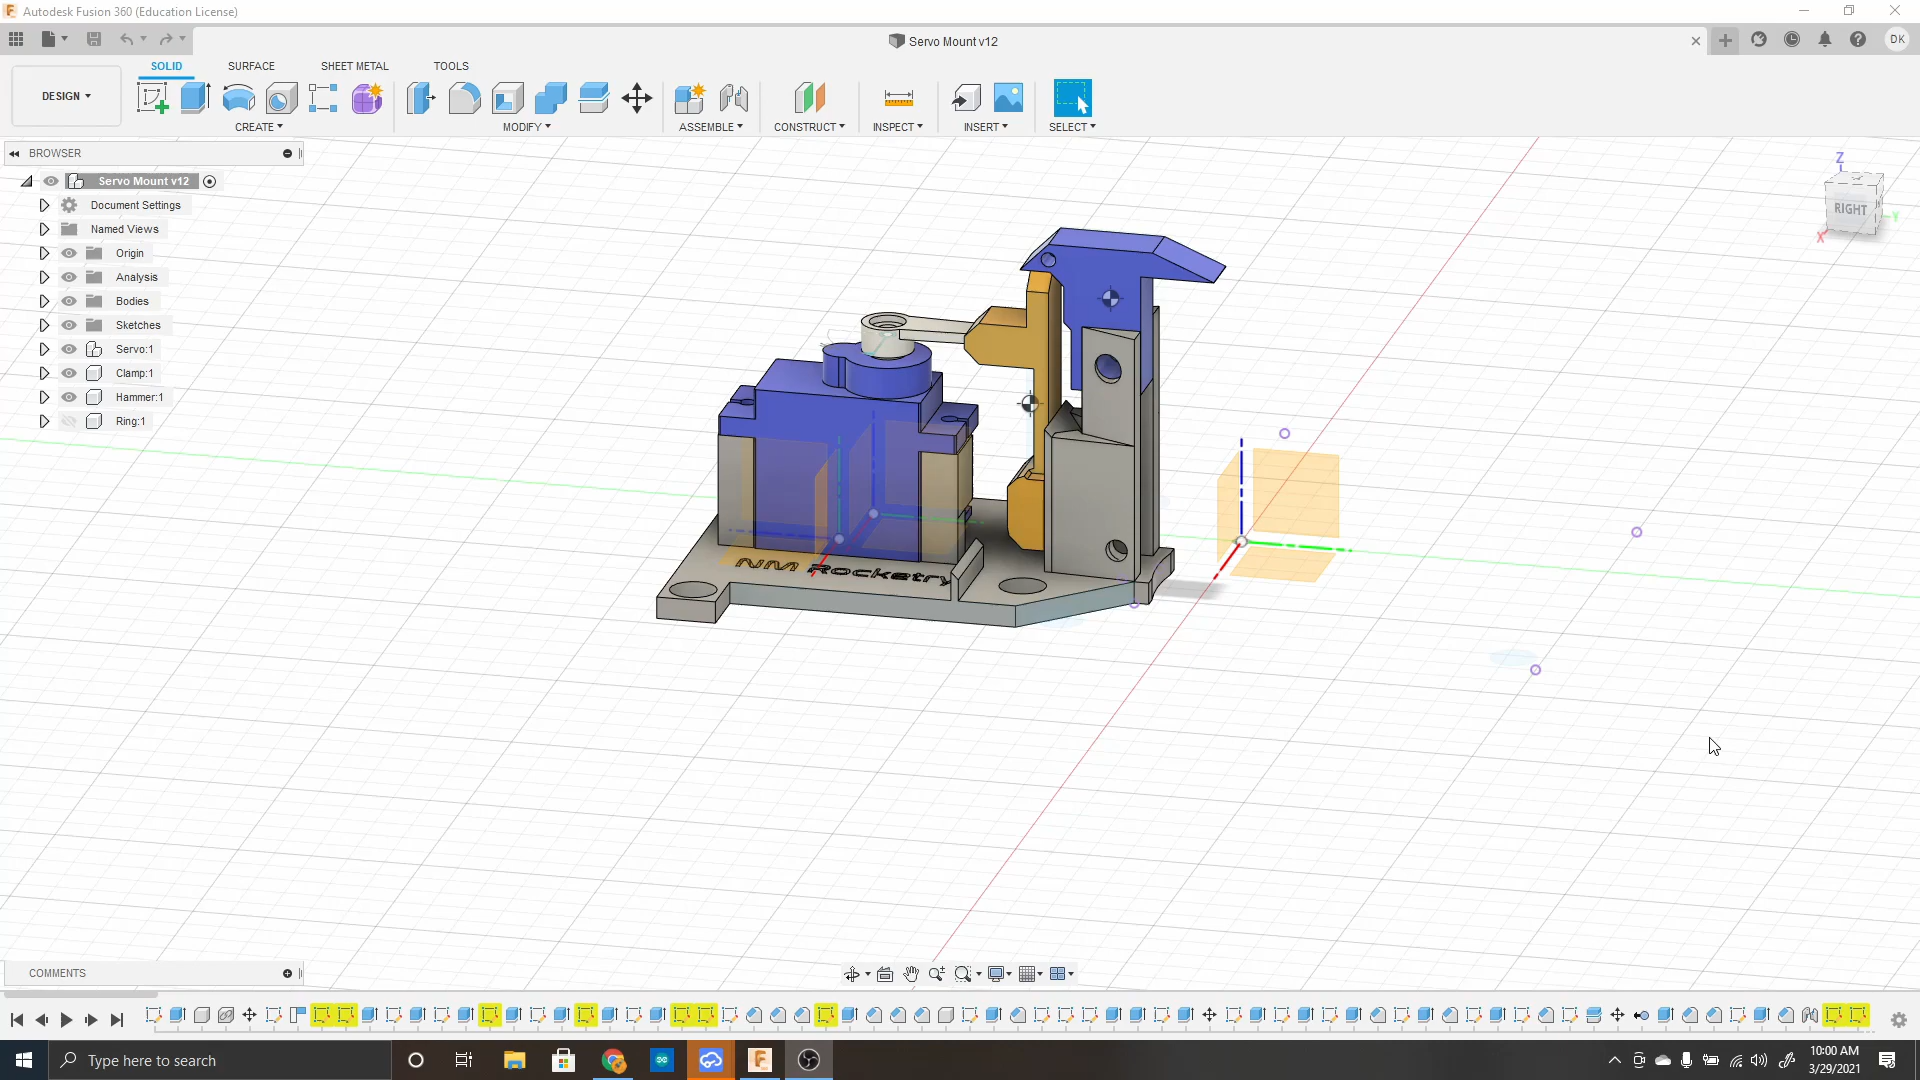 Autodesk Fusion 360 (Education License)
Servo Mount v12
DK
DESIGN
SOLID
SURFACE
SHEET METAL
TOOLS
CREATE
MODIFY
ASSEMBLE
CONSTRUCT
INSPECT
INSERT
SELECT
BROWSER
Servo Mount v12
Document Settings
Named Views
Origin
Analysis
Bodies
Sketches
Servo:1
Clamp:1
Hammer:1
Ring:1
Z
RIGHT
Y
X
NM Rocketry
COMMENTS
Type here to search
10:00 AM
3/29/2021